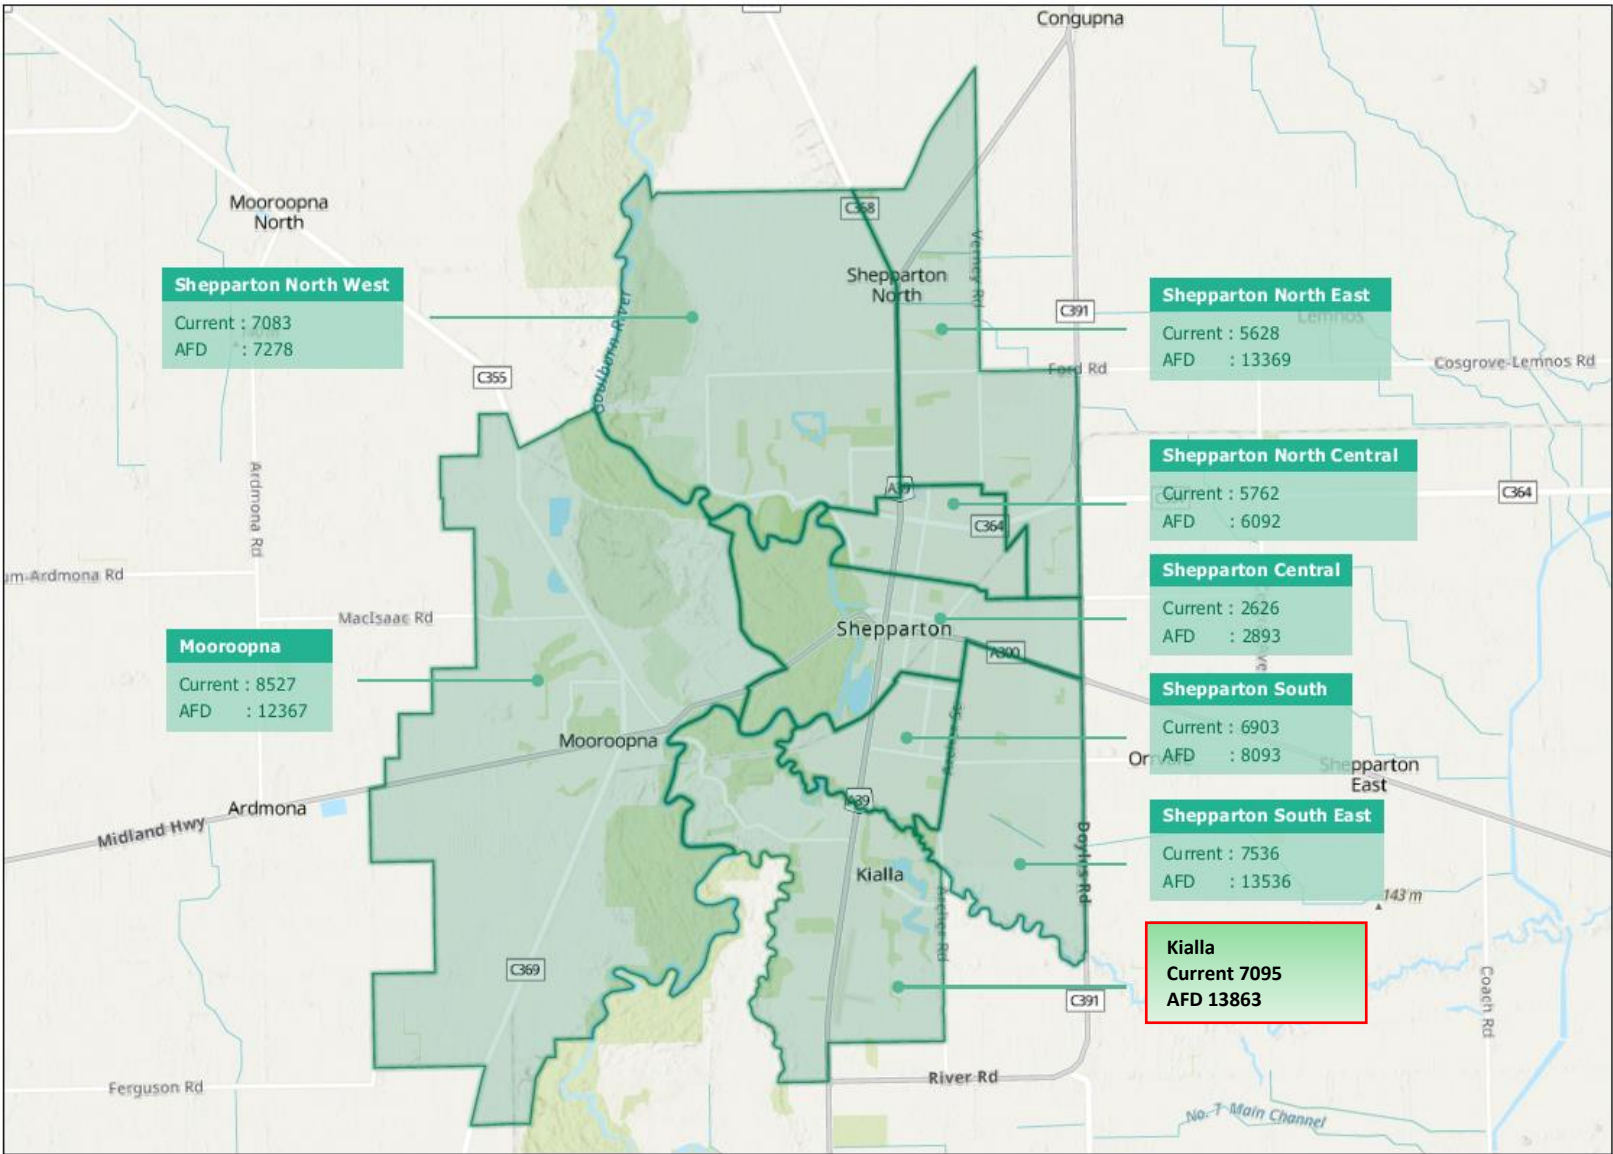 Congupna
Mooroopna
North
C358
Verney Rd
Shepparton
North
Shepparton North West
Current : 7083
AFD : 7278
Goulburn River
Shepparton North East
Current : 5628
AFD : 13369
Lemnos
C391
Ford Rd
Cosgrove-Lemnos Rd
C355
Shepparton North Central
Current : 5762
AFD : 6092
Ardmona Rd
A39
C364
C364
um-Ardmona Rd
Shepparton Central
Current : 2626
AFD : 2893
MacIsaac Rd
Shepparton
A300
Mooroopna
Current : 8527
AFD : 12367
Shepparton South
Current : 6903
AFD : 8093
Mooroopna
Shepparton
East
Ardmona
Midland Hwy
A39
Shepparton South East
Current : 7536
AFD : 13536
Doyles Rd
Kialla
Archer Rd
143 m
Kialla
Current 7095
AFD 13863
C369
C391
Coach Rd
River Rd
Ferguson Rd
No. 7 Main Channel